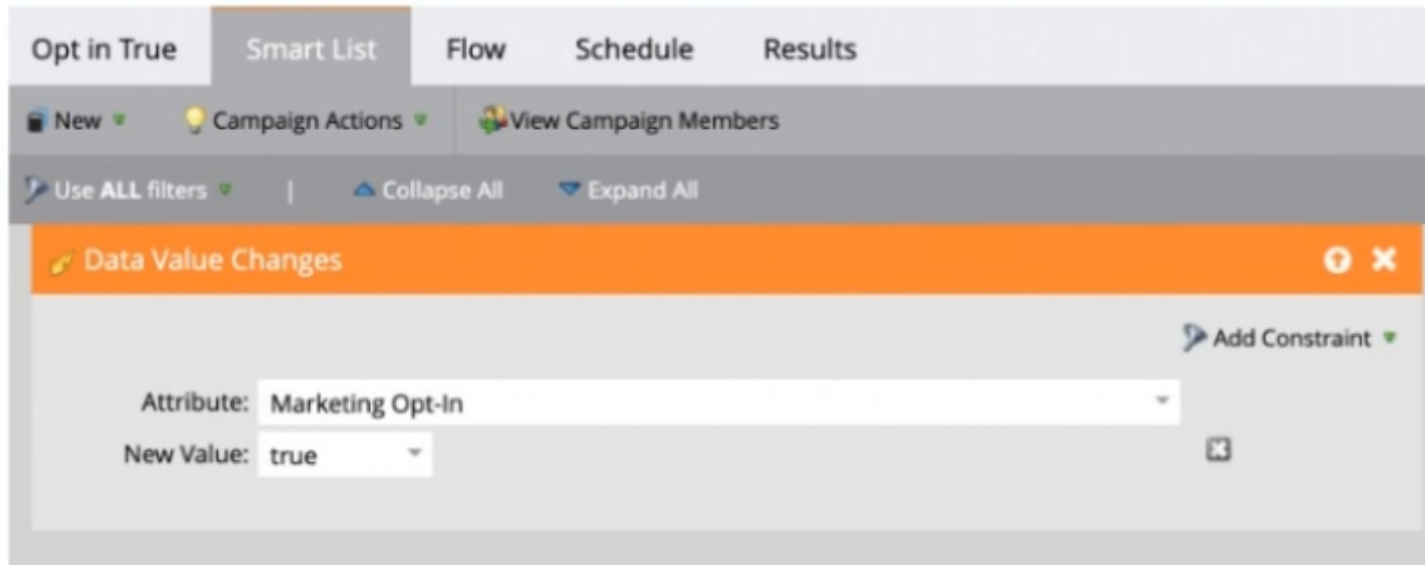 Opt in True Smart List Flow Schedule Results
New Campaign Actions View Campaign Members
Use ALL filters | Collapse All Expand All
Data Value Changes
Add Constraint
Attribute: Marketing Opt-In
New Value: true